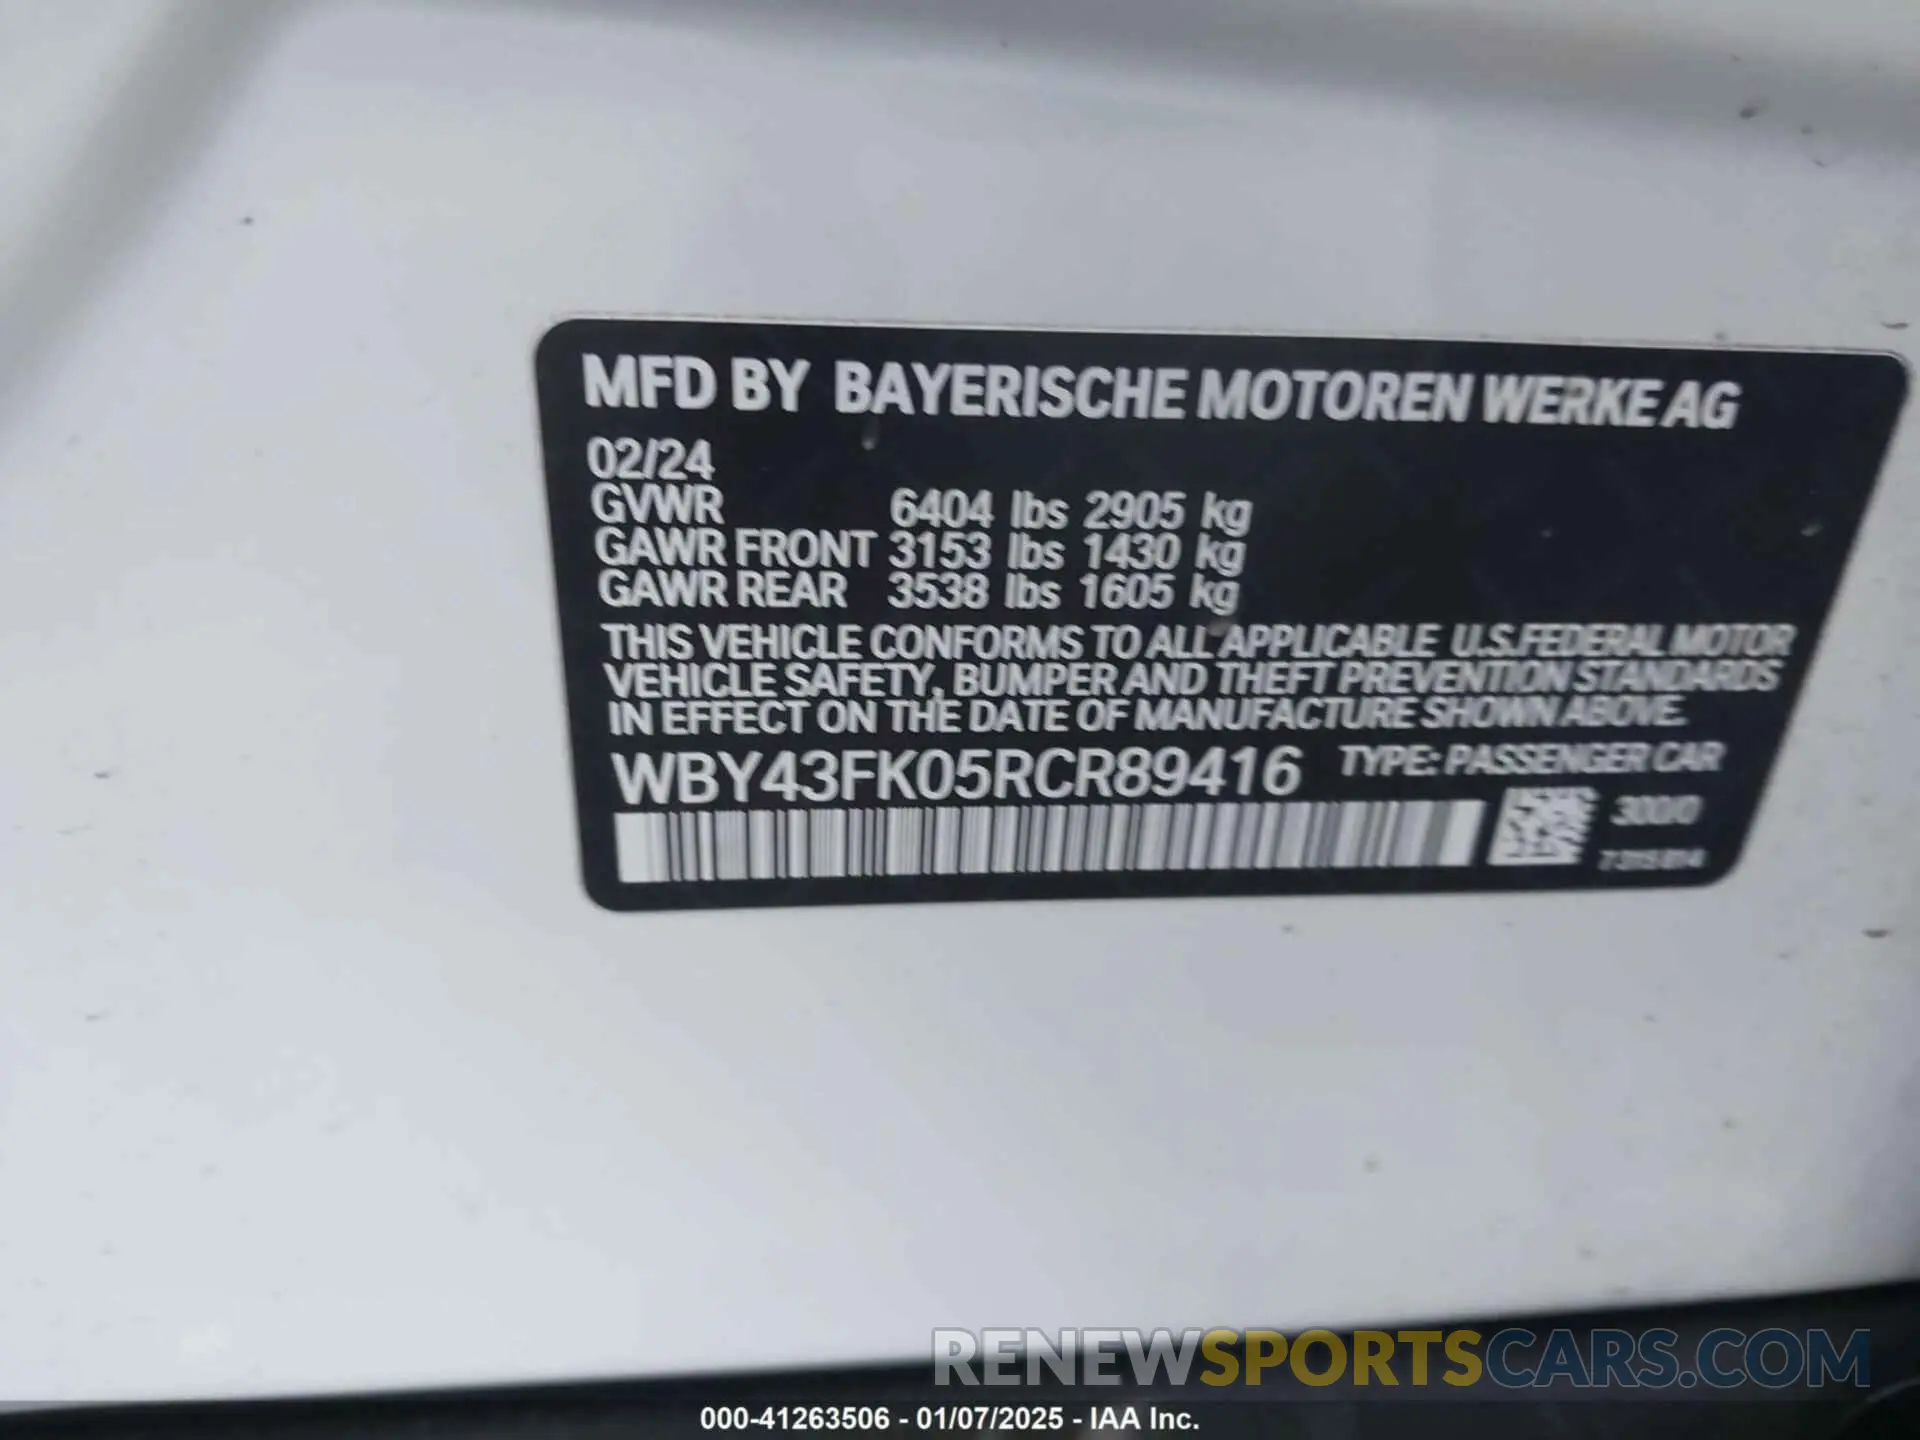 MFD BY BAYERISCHE MOTOREN WERKE AG
02/24
GVWR 6404 lbs 2905 kg
GAWR FRONT 3153 lbs 1430 kg
GAWR REAR 3538 lbs 1605 kg
THIS VEHICLE CONFORMS TO ALL APPLICABLE U.S.FEDERAL MOTOR
VEHICLE SAFETY, BUMPER AND THEFT PREVENTION STANDARDS
IN EFFECT ON THE DATE OF MANUFACTURE SHOWN ABOVE.
WBY43FK05RCR89416 TYPE: PASSENGER CAR
300/0
RENEWSPORTSCARS.COM
000-41263506 - 01/07/2025 - IAA Inc.